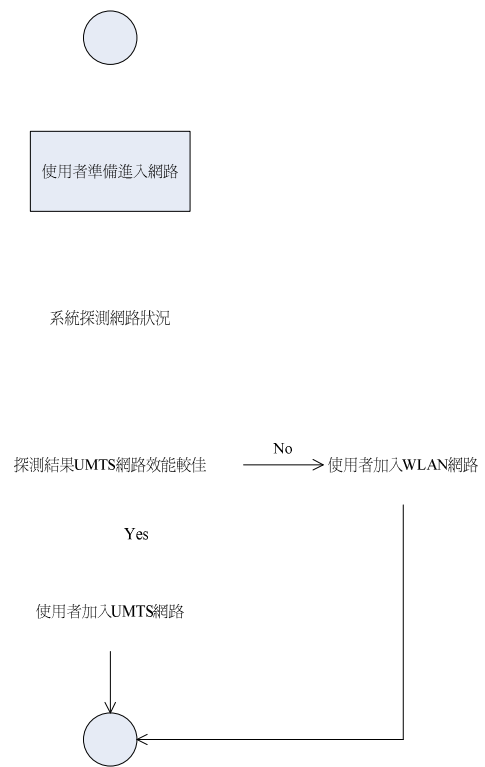 使用者準備進入網路
系統探測網路狀況
探測結果UMTS網路效能較佳
No
使用者加入WLAN網路
Yes
使用者加入UMTS網路